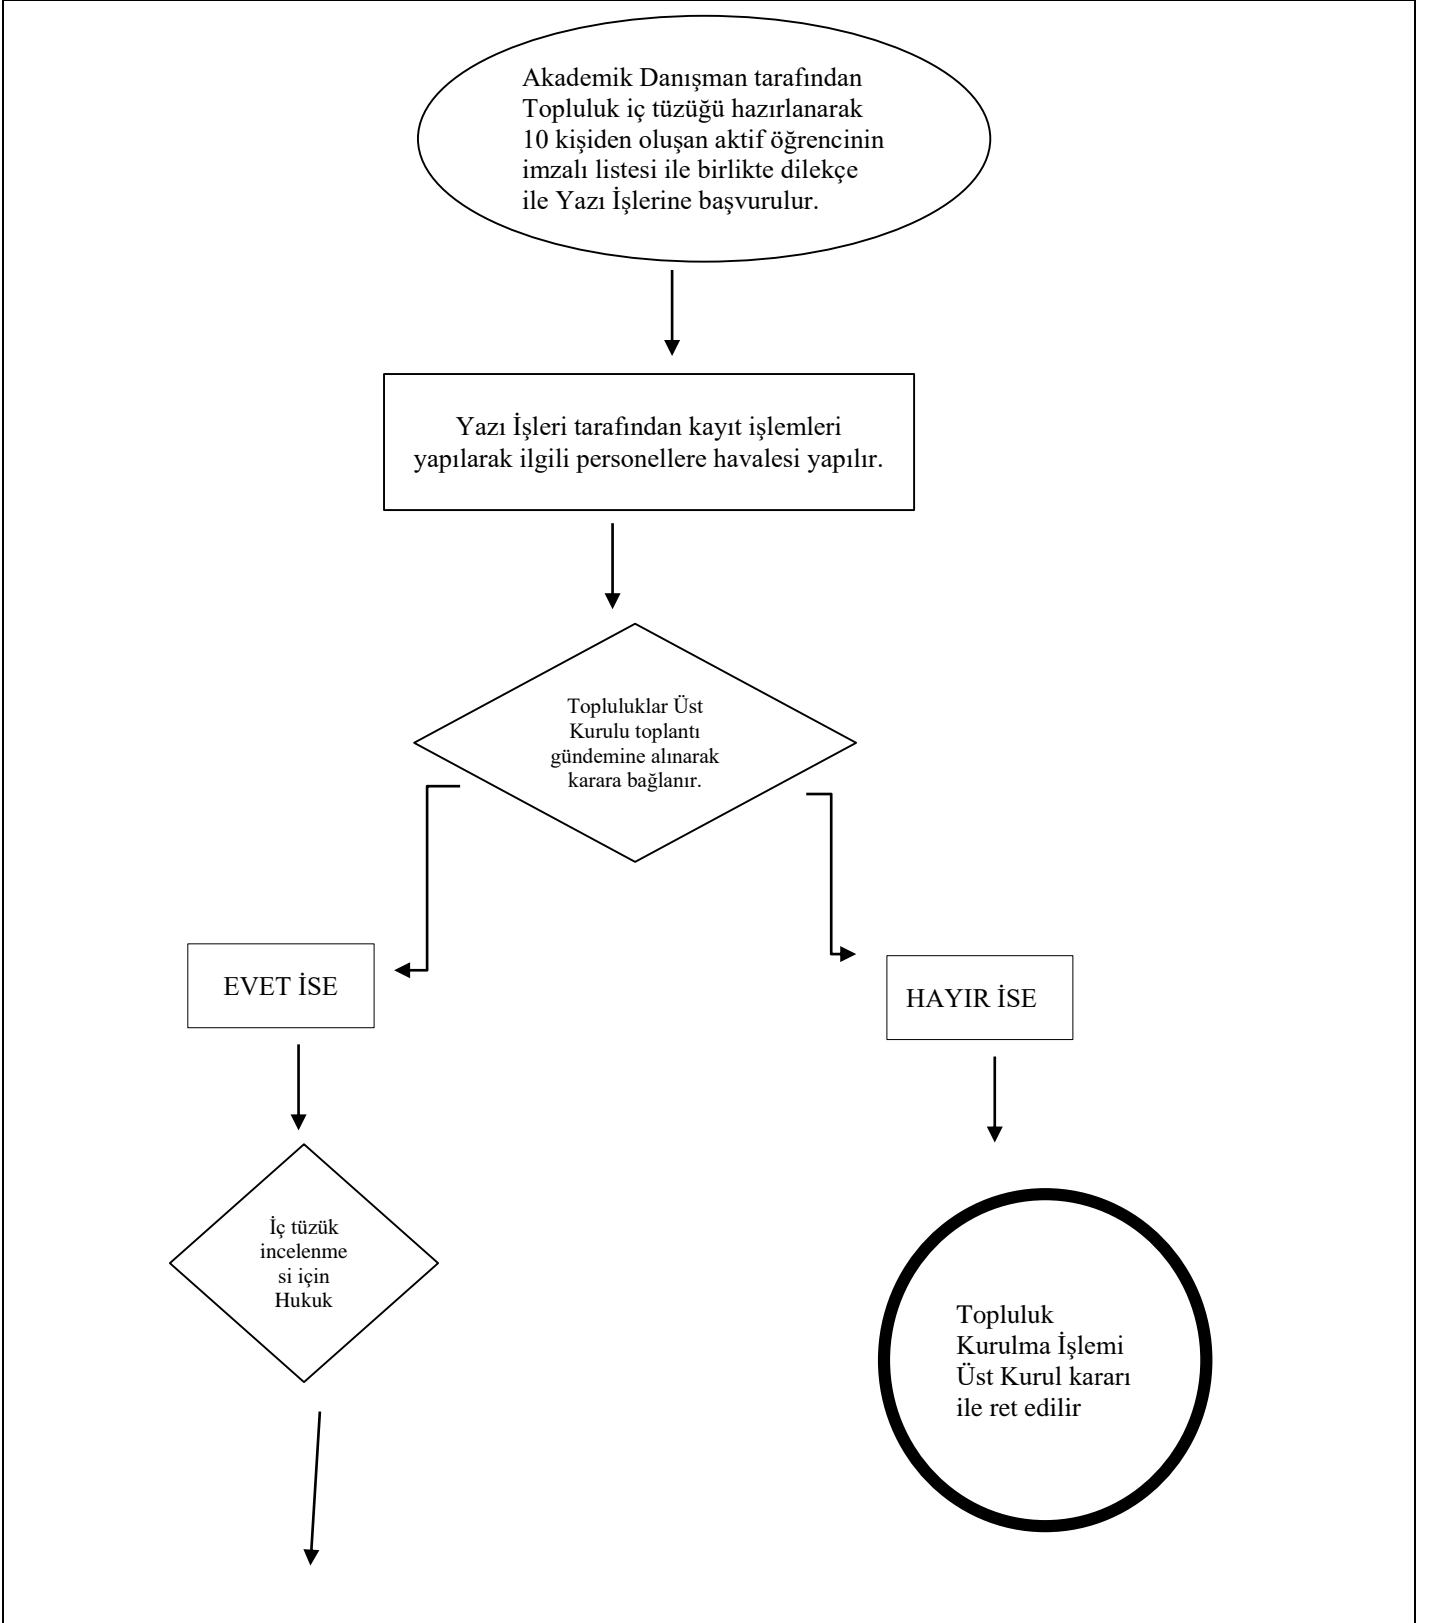 Akademik Danışman tarafından
Topluluk iç tüzüğü hazırlanarak
10 kişiden oluşan aktif öğrencinin
imzalı listesi ile birlikte dilekçe
ile Yazı İşlerine başvurulur.
Yazı İşleri tarafından kayıt işlemleri
yapılarak ilgili personellere havalesi yapılır.
Topluluklar Üst
Kurulu toplantı
gündemine alınarak
karara bağlanır.
EVET İSE
HAYIR İSE
İç tüzük
incelenme
si için
Hukuk
Topluluk
Kurulma İşlemi
Üst Kurul kararı
ile ret edilir